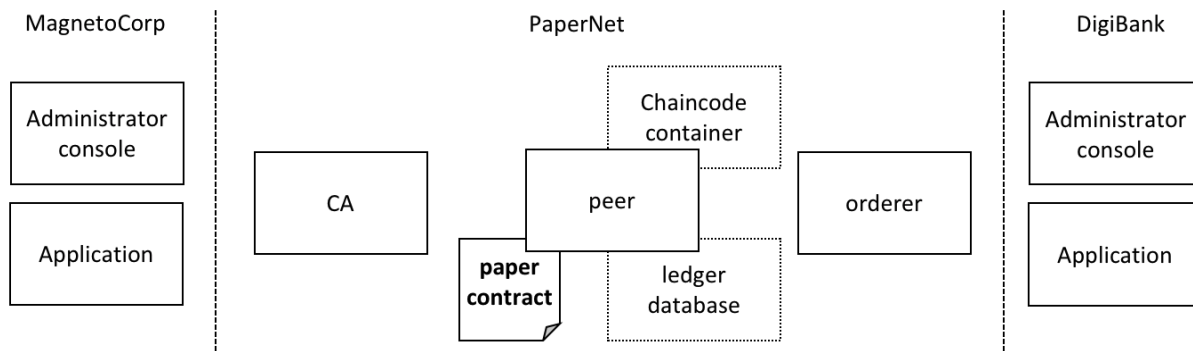 MagnetoCorp
Administrator
console
Application
PaperNet
CA
Chaincode
container
peer
paper
contract
ledger
database
orderer
DigiBank
Administrator
console
Application